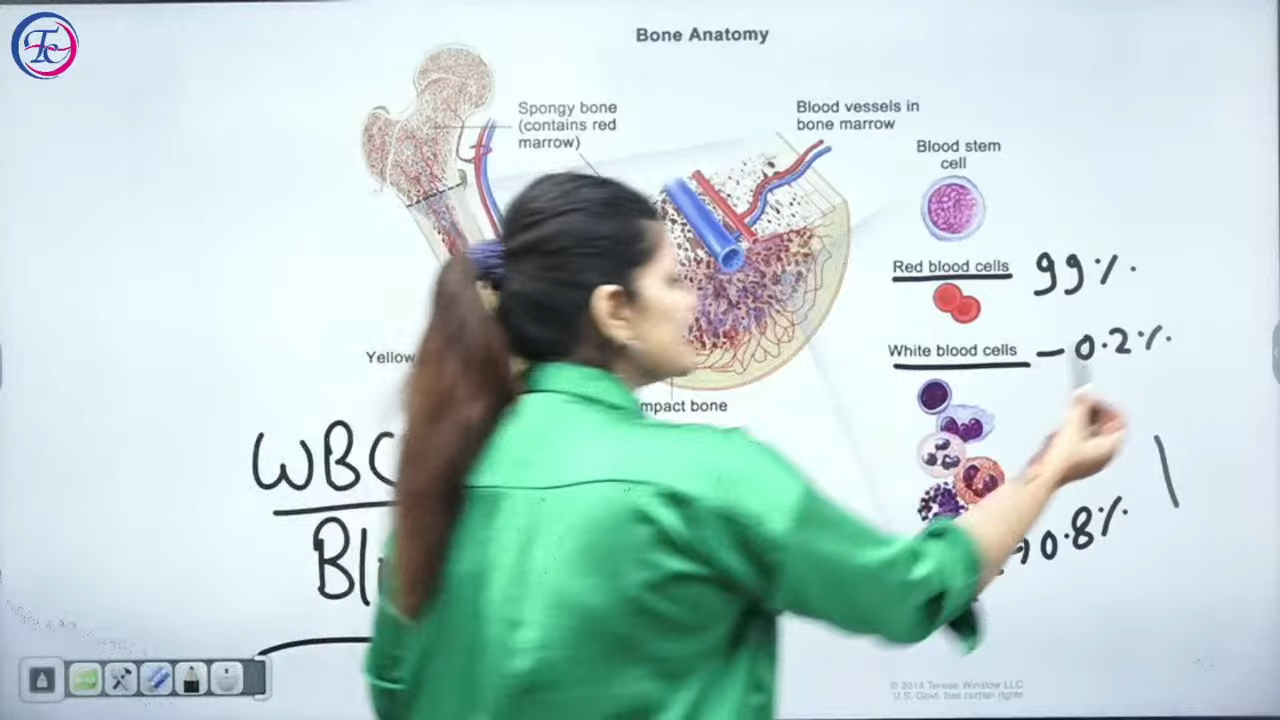 Tc
Bone Anatomy
Spongy bone
(contains red
marrow)
Blood vessels in
bone marrow
Blood stem
cell
Red blood cells 99%.
White blood cells - 0.2%.
Yellow
mpact bone
WBC
Bl
0.8%.
© 2014 Terese Winslow LLC
U.S. Govt. has certain rights